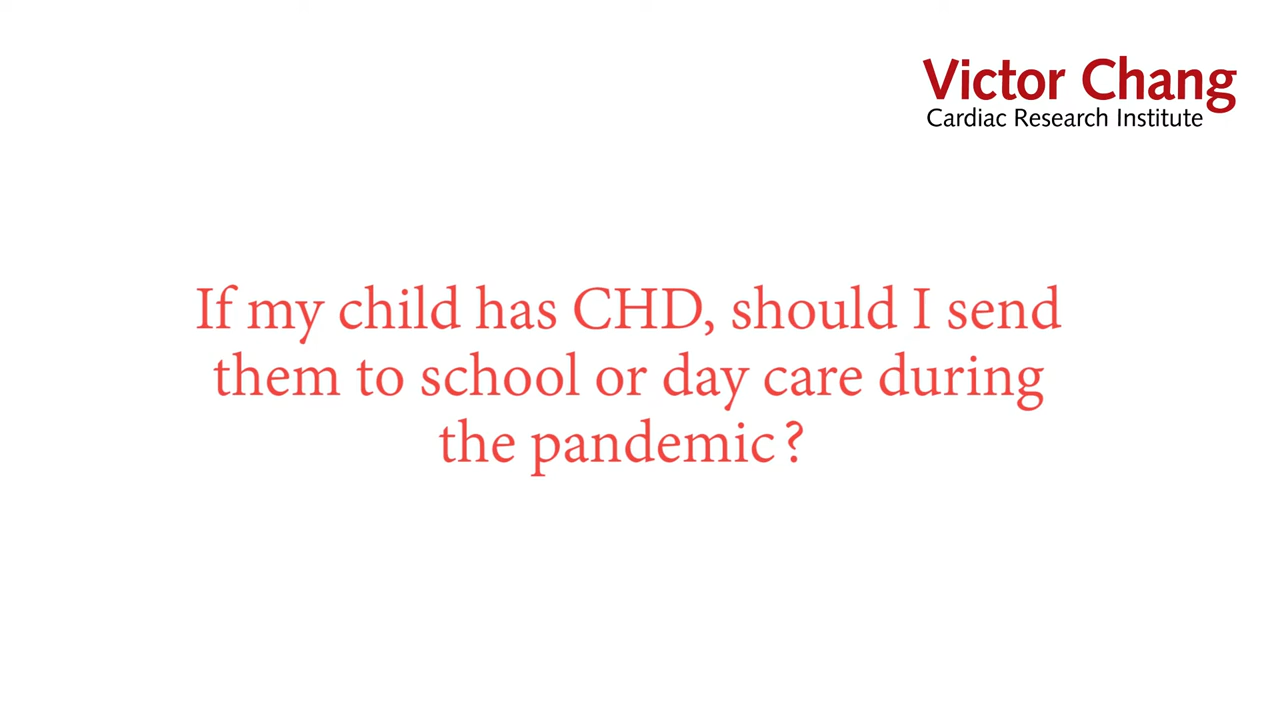 Victor Chang
Cardiac Research Institute
If my child has CHD, should I send
them to school or day care during
the pandemic?